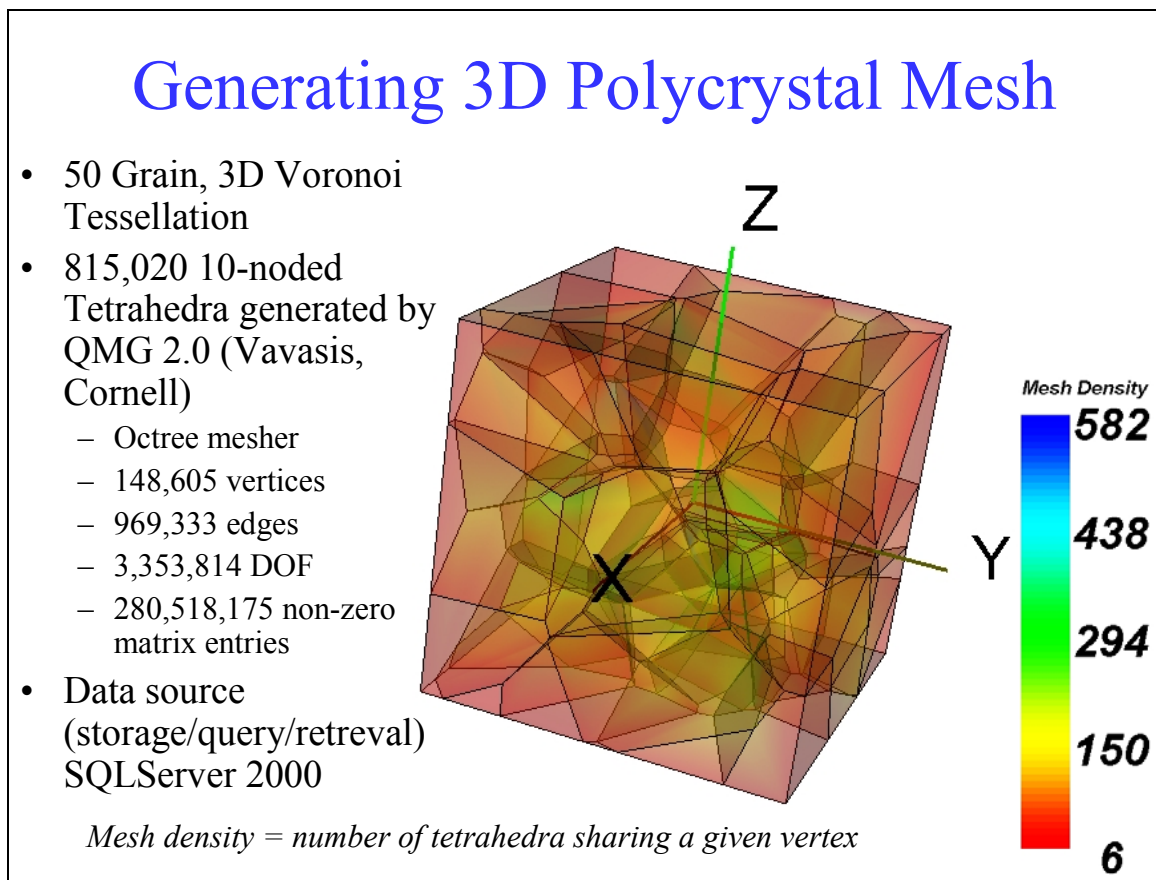 Generating 3D Polycrystal Mesh
• 50 Grain, 3D Voronoi
Tessellation
• 815,020 10-noded
Tetrahedra generated by
QMG 2.0 (Vavasis,
Cornell)
– Octree mesher
– 148,605 vertices
– 969,333 edges
– 3,353,814 DOF
– 280,518,175 non-zero
matrix entries
• Data source
(storage/query/retreval)
SQLServer 2000
Z
X
Y
Mesh Density
582
438
294
150
6
Mesh density = number of tetrahedra sharing a given vertex